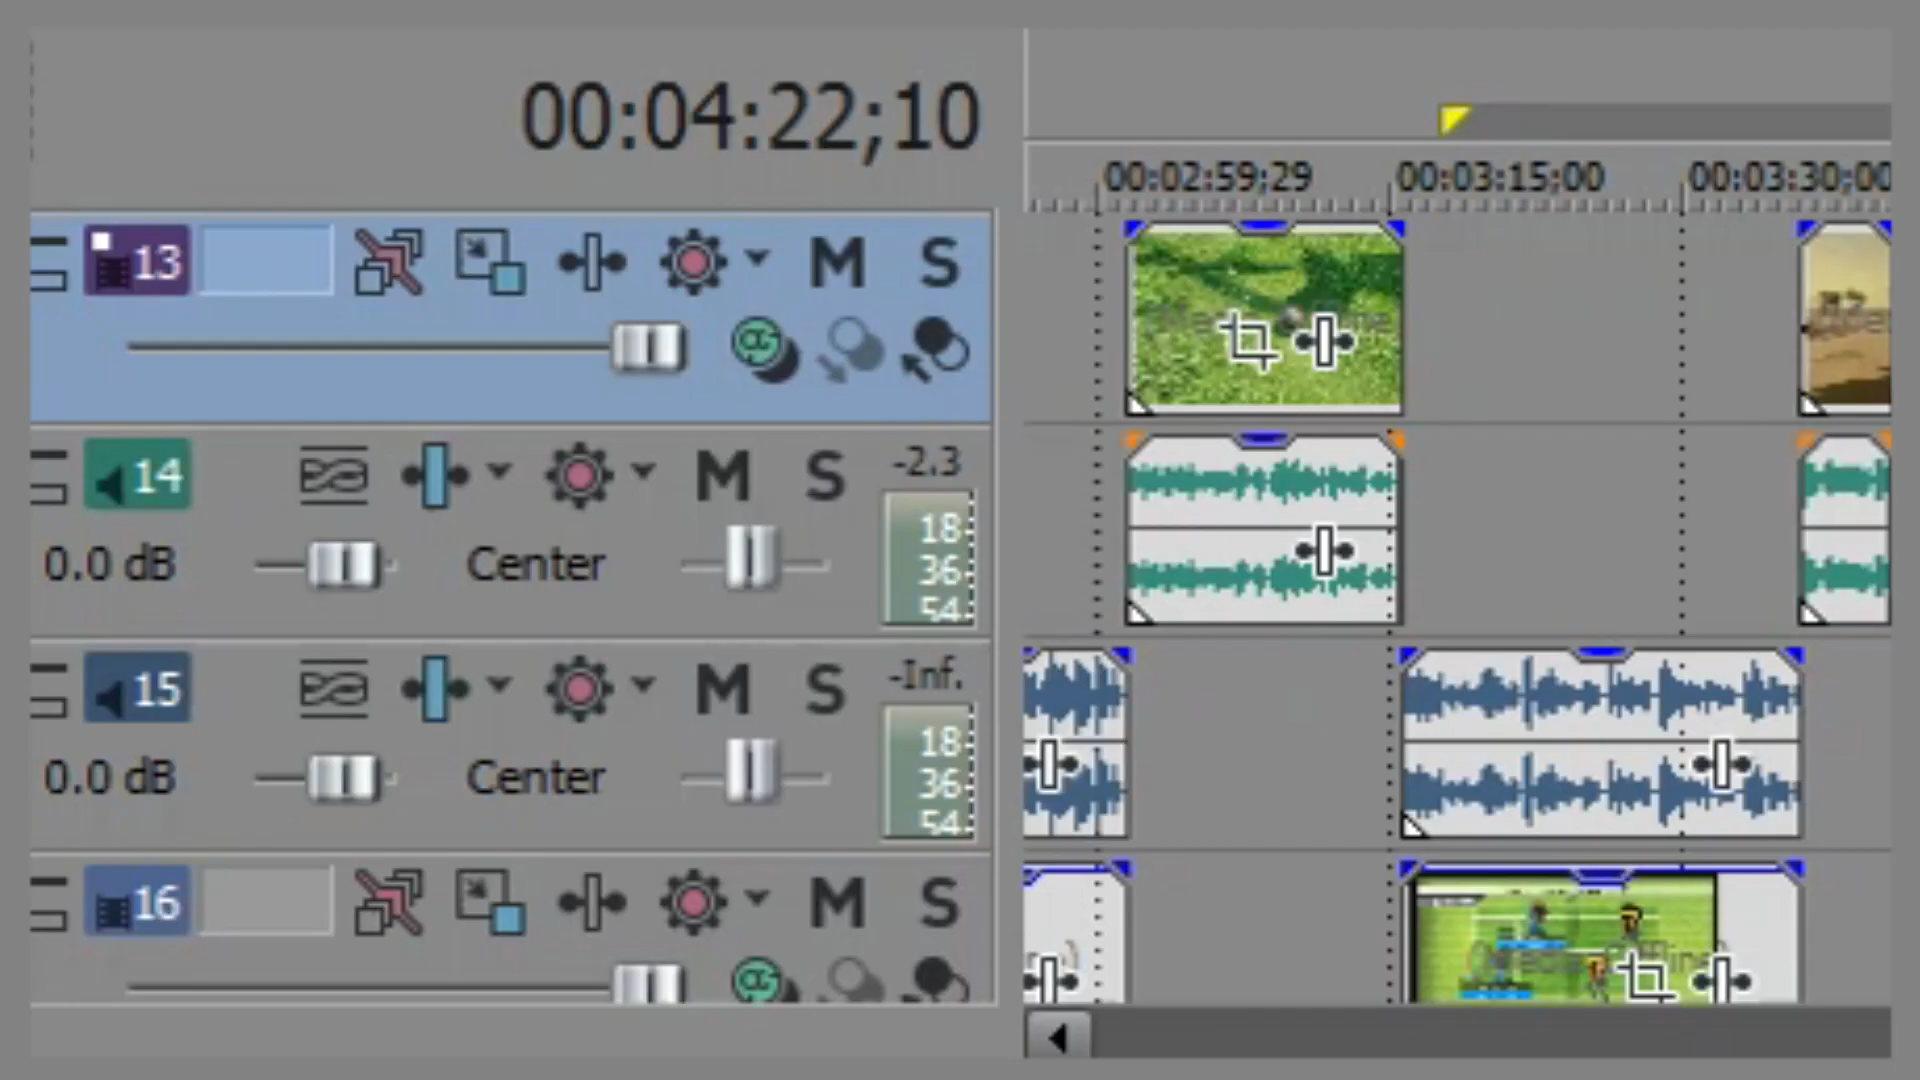 00:04:22;10
00:02:59;29 00:03:15;00 00:03:30;00
13 M S
14 M S -2.3
18
0.0 dB Center 36
54
15 M S -Inf.
18
0.0 dB Center 36
54
16 M S